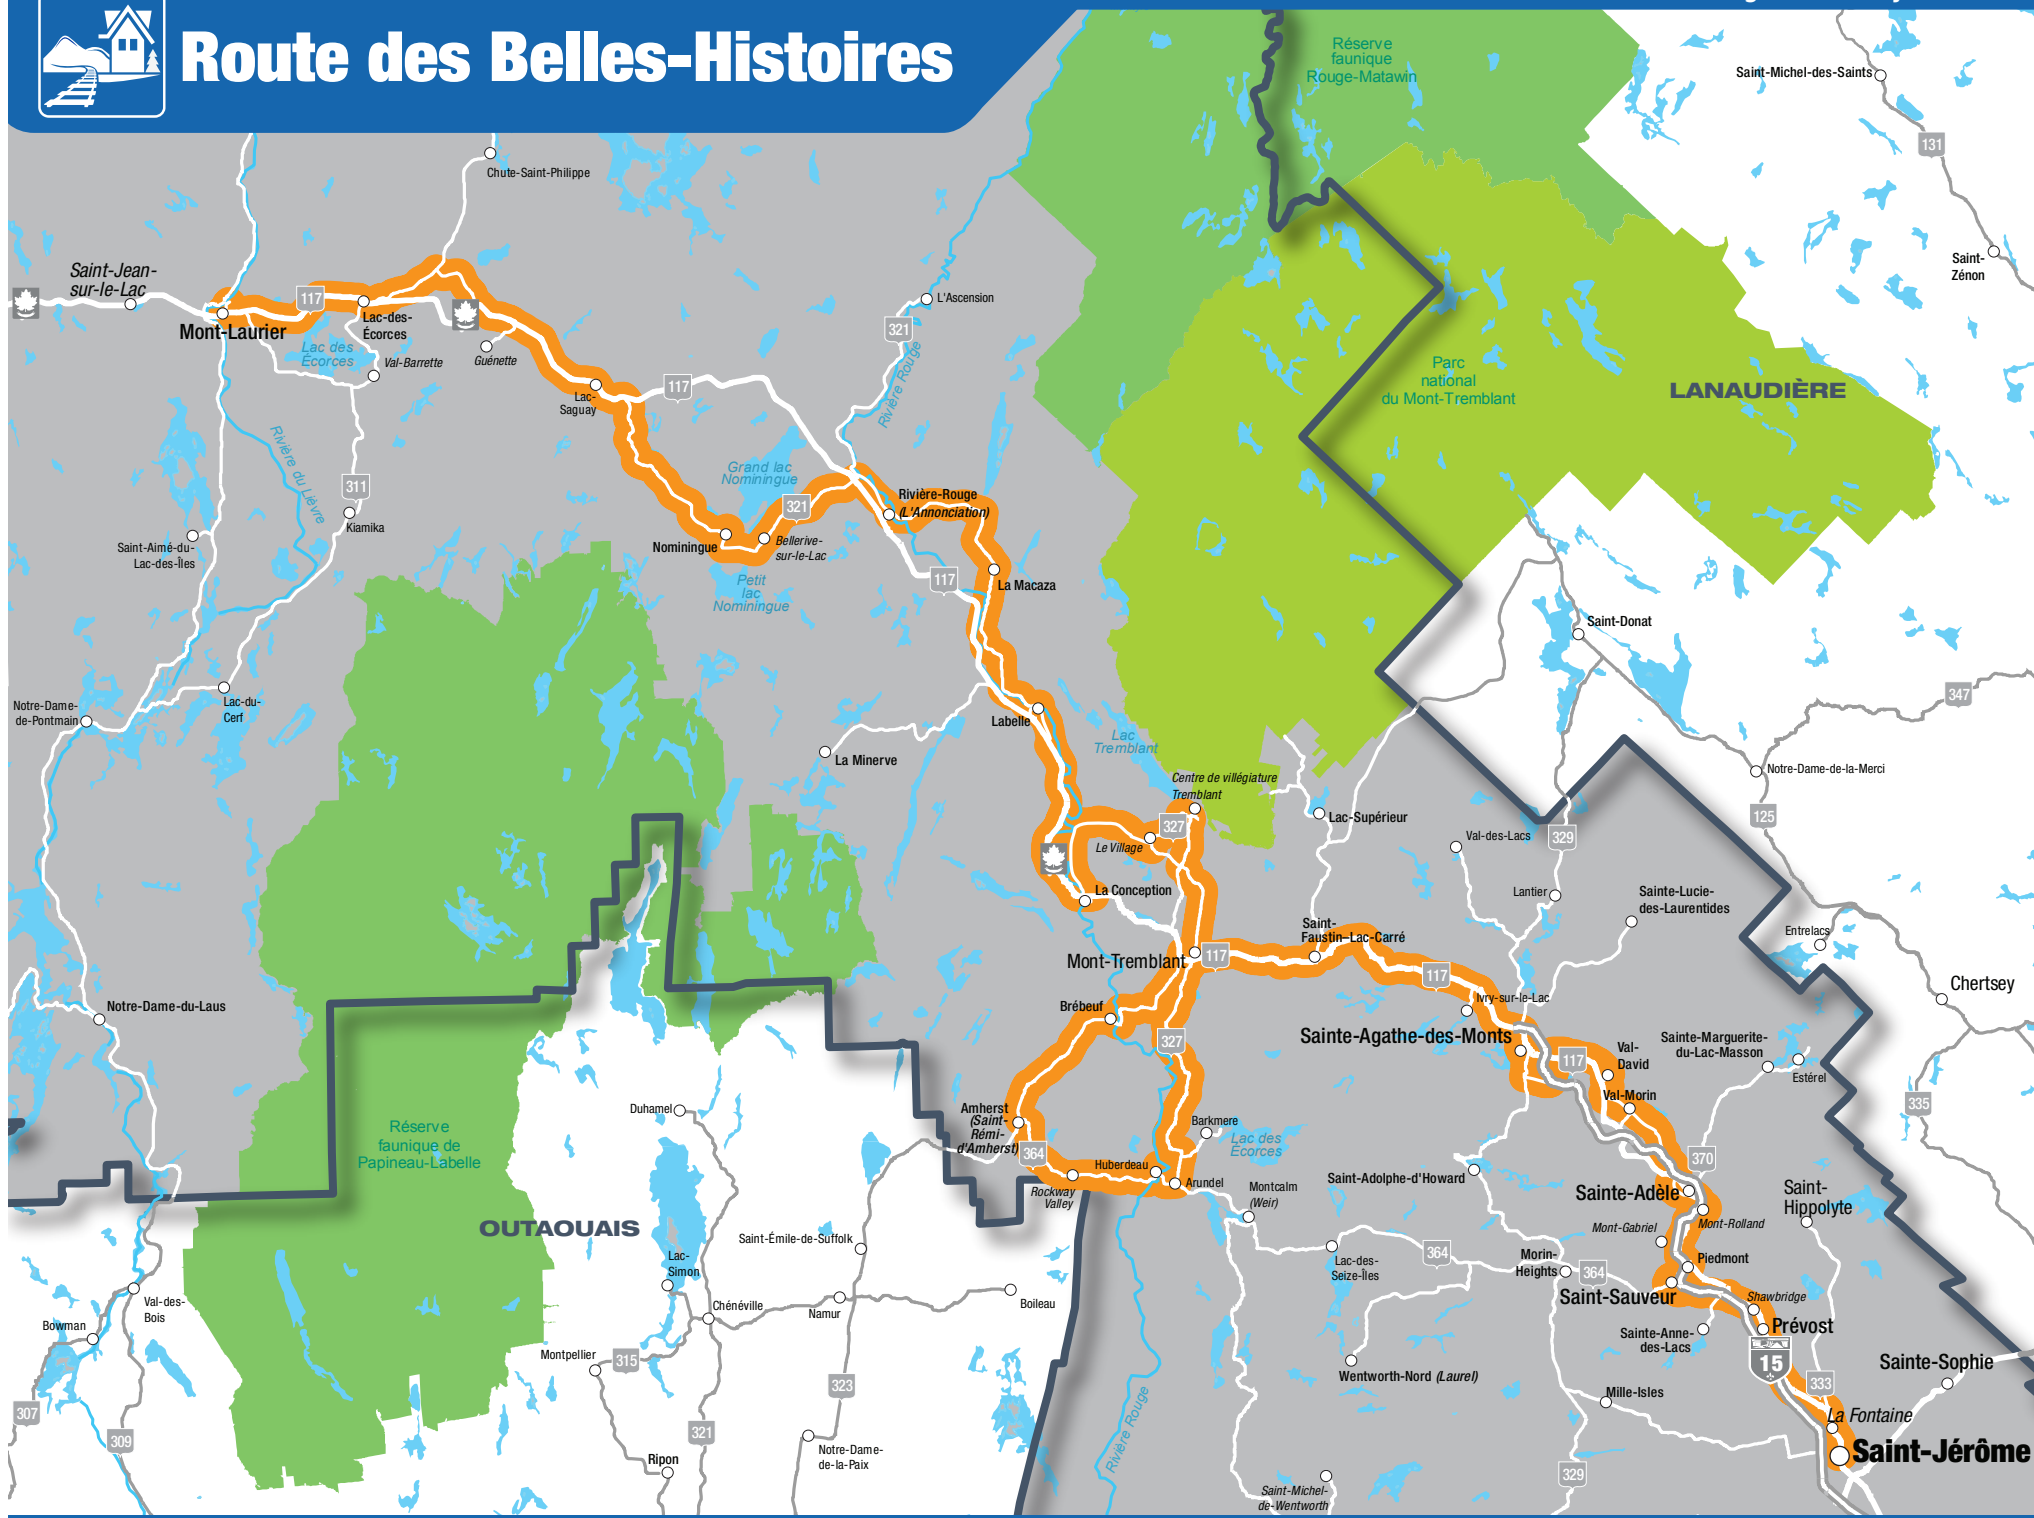 Route des Belles-Histoires
Réserve
faunique
Rouge-Matawin
Saint-Michel-des-Saints
131
Chute-Saint-Philippe
Saint-
Zénon
Saint-Jean-
sur-le-Lac
117
Mont-Laurier
Lac-des-
Écorces
Lac des
Écorces
Val-Barrette
Guénette
L'Ascension
321
Rivière Rouge
Parc
national
du Mont-Tremblant
LANAUDIÈRE
Lac-
Saguay
117
Rivière du Lièvre
311
Kiamika
Grand lac
Nominingue
321
Rivière-Rouge
(L'Annonciation)
Saint-Aimé-du-
Lac-des-Îles
Nominingue
Bellerive-
sur-le-Lac
Petit
lac
Nominingue
117
La Macaza
Saint-Donat
347
Notre-Dame-
de-Pontmain
Lac-du-
Cerf
Labelle
La Minerve
Lac
Tremblant
Centre de villégiature
Tremblant
Notre-Dame-de-la-Merci
125
327
Le Village
Lac-Supérieur
Val-des-Lacs
329
La Conception
Lantier
Sainte-Lucie-
des-Laurentides
Saint-
Faustin–Lac-Carré
Entrelacs
Mont-Tremblant
117
117
Chertsey
Notre-Dame-du-Laus
Brébeuf
Ivry-sur-le-Lac
Sainte-Agathe-des-Monts
327
117
Val-
David
Sainte-Marguerite-
du-Lac-Masson
Estérel
Val-Morin
335
Duhamel
Réserve
faunique de
Papineau-Labelle
Amherst
(Saint-
Rémi-
d'Amherst)
364
Barkmere
Lac des
Écorces
Huberdeau
Rockway
Valley
Arundel
Montcalm
(Weir)
Saint-Adolphe-d'Howard
370
Sainte-Adèle
Saint-
Hippolyte
Mont-Gabriel
Mont-Rolland
OUTAOUAIS
Saint-Émile-de-Suffolk
Lac-
Simon
Lac-des-
Seize-Îles
364
Morin-
Heights
364
Piedmont
Saint-Sauveur
Shawbridge
Val-des-
Bois
Bowman
Chénéville
Namur
Boileau
Sainte-Anne-
des-Lacs
Prévost
Montpellier
315
15
Sainte-Sophie
Wentworth-Nord (Laurel)
Mille-Isles
333
323
307
309
321
La Fontaine
Saint-Jérôme
Notre-Dame-
de-la-Paix
Ripon
Rivière Rouge
329
Saint-Michel-
de-Wentworth